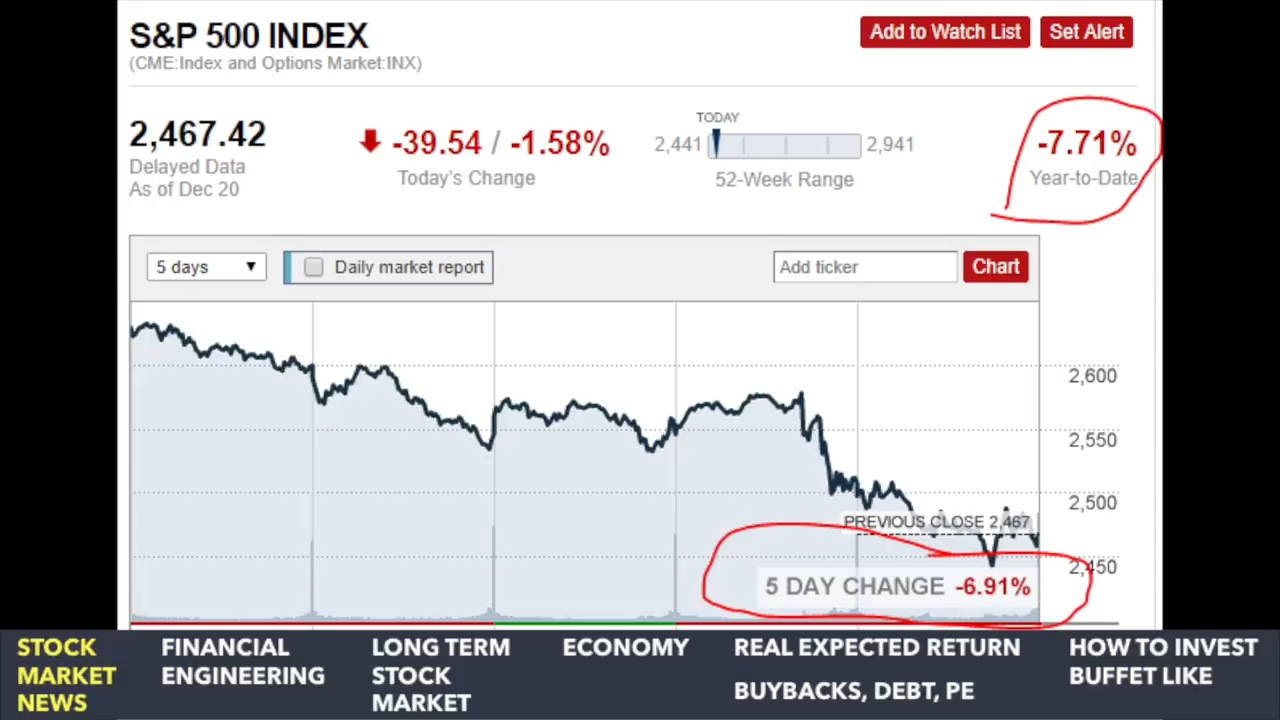 S&P 500 INDEX
Add to Watch List
Set Alert
(CME:Index and Options Market:INX)
TODAY
2,467.42
-39.54 / -1.58%
2,441
2,941
-7.71%
Delayed Data
As of Dec 20
Today's Change
52-Week Range
Year-to-Date
5 days
Daily market report
Add ticker
Chart
2,600
2,550
2,500
PREVIOUS CLOSE 2,467
2,450
5 DAY CHANGE -6.91%
STOCK
MARKET
NEWS
FINANCIAL
ENGINEERING
LONG TERM
STOCK
MARKET
ECONOMY
REAL EXPECTED RETURN
BUYBACKS, DEBT, PE
HOW TO INVEST
BUFFET LIKE